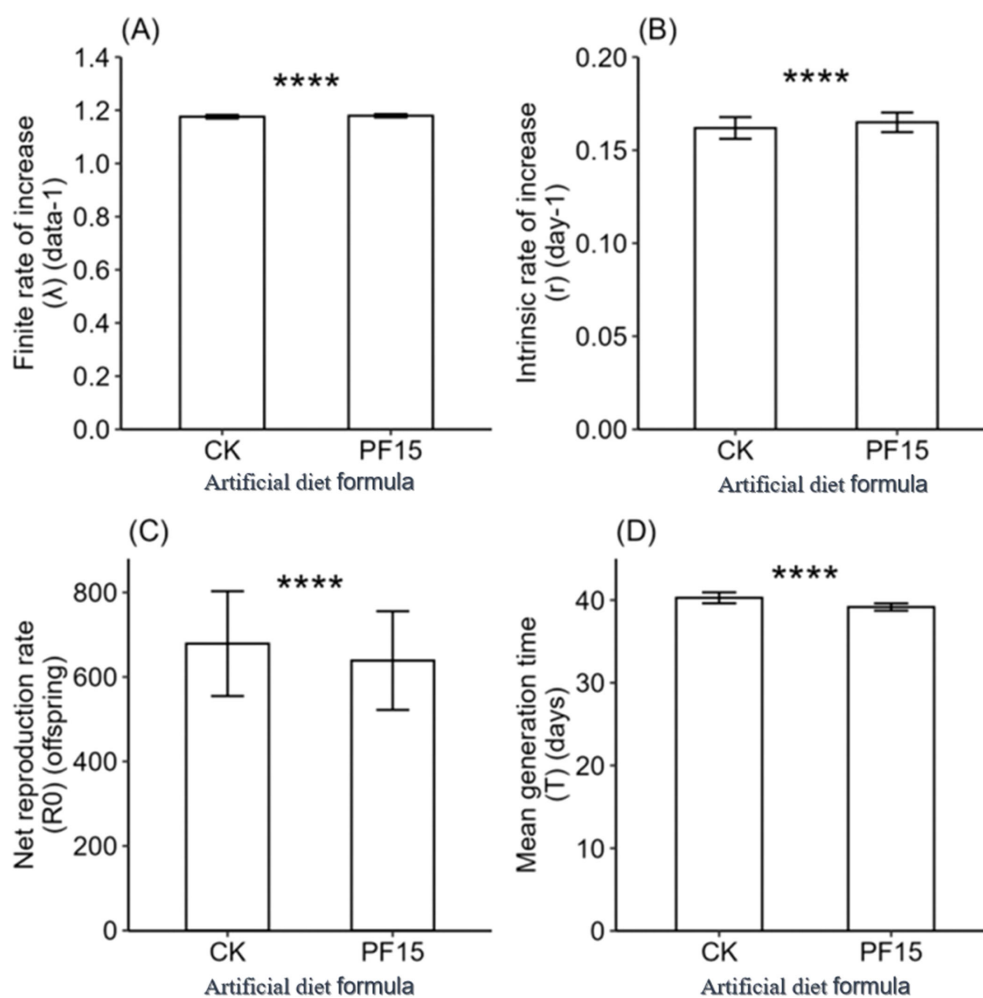 (A)
Finite rate of increase
(λ) (data-1)
1.4
1.2
1.0
0.8
0.6
0.4
0.2
0.0
****
CK PF15
Artificial diet formula
(B)
Intrinsic rate of increase
(r) (day-1)
0.20
0.15
0.10
0.05
0.00
****
CK PF15
Artificial diet formula
(C)
Net reproduction rate
(R0) (offspring)
800
600
400
200
0
****
CK PF15
Artificial diet formula
(D)
Mean generation time
(T) (days)
40
30
20
10
0
****
CK PF15
Artificial diet formula